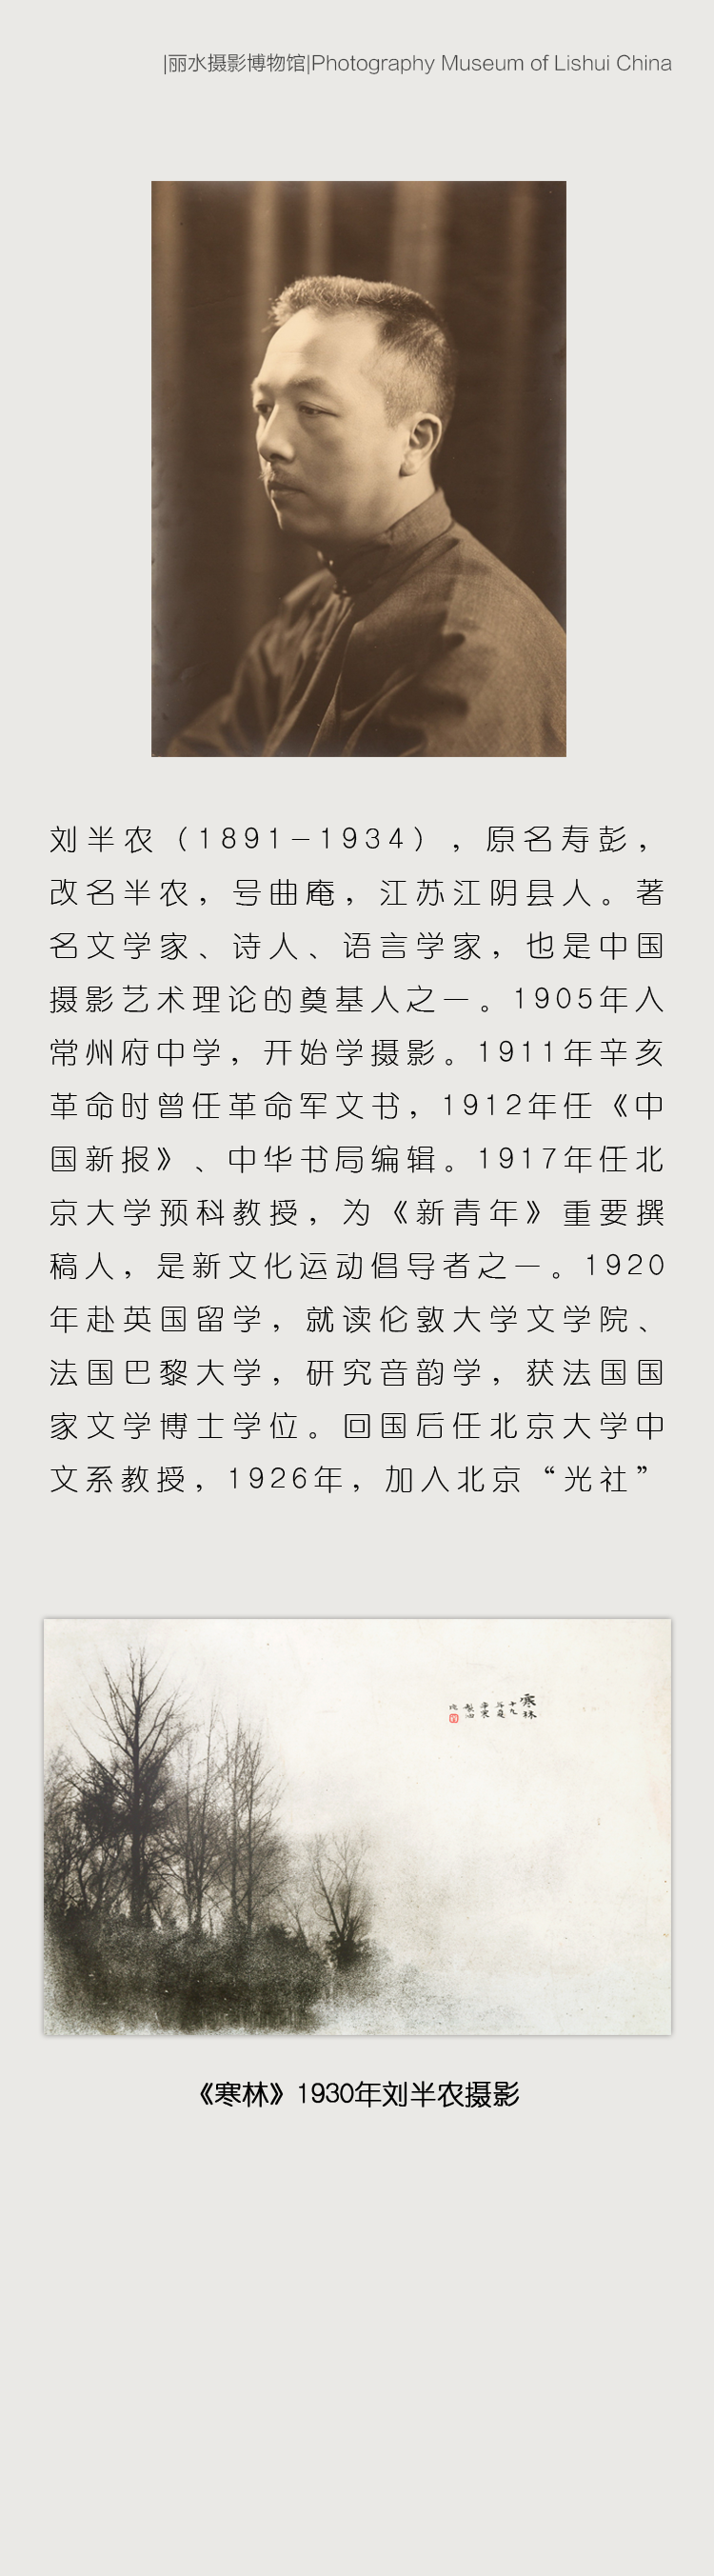 |丽水摄影博物馆|Photography Museum of Lishui China
刘半农（1891-1934），原名寿彭，
改名半农，号曲庵，江苏江阴县人。著
名文学家、诗人、语言学家，也是中国
摄影艺术理论的奠基人之一。1905年入
常州府中学，开始学摄影。1911年辛亥
革命时曾任革命军文书，1912年任《中
国新报》、中华书局编辑。1917年任北
京大学预科教授，为《新青年》重要撰
稿人，是新文化运动倡导者之一。1920
年赴英国留学，就读伦敦大学文学院、
法国巴黎大学，研究音韵学，获法国国
家文学博士学位。回国后任北京大学中
文系教授，1926年，加入北京“光社”
寒林
《寒林》1930年刘半农摄影